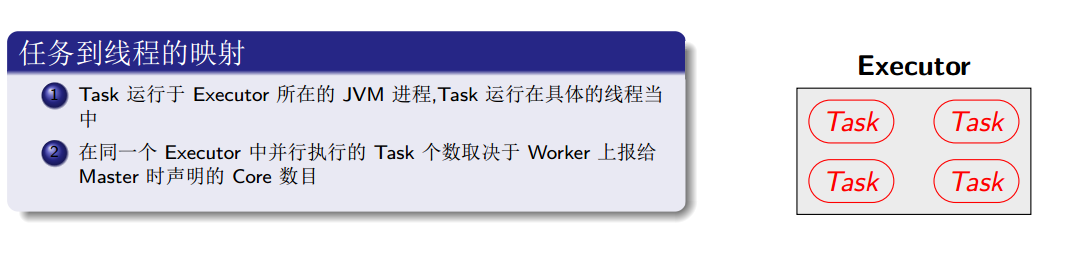 任务到线程的映射
1 Task 运行于 Executor 所在的 JVM 进程,Task 运行在具体的线程当
中
2 在同一个 Executor 中并行执行的 Task 个数取决于 Worker 上报给
Master 时声明的 Core 数目
Executor
Task Task
Task Task